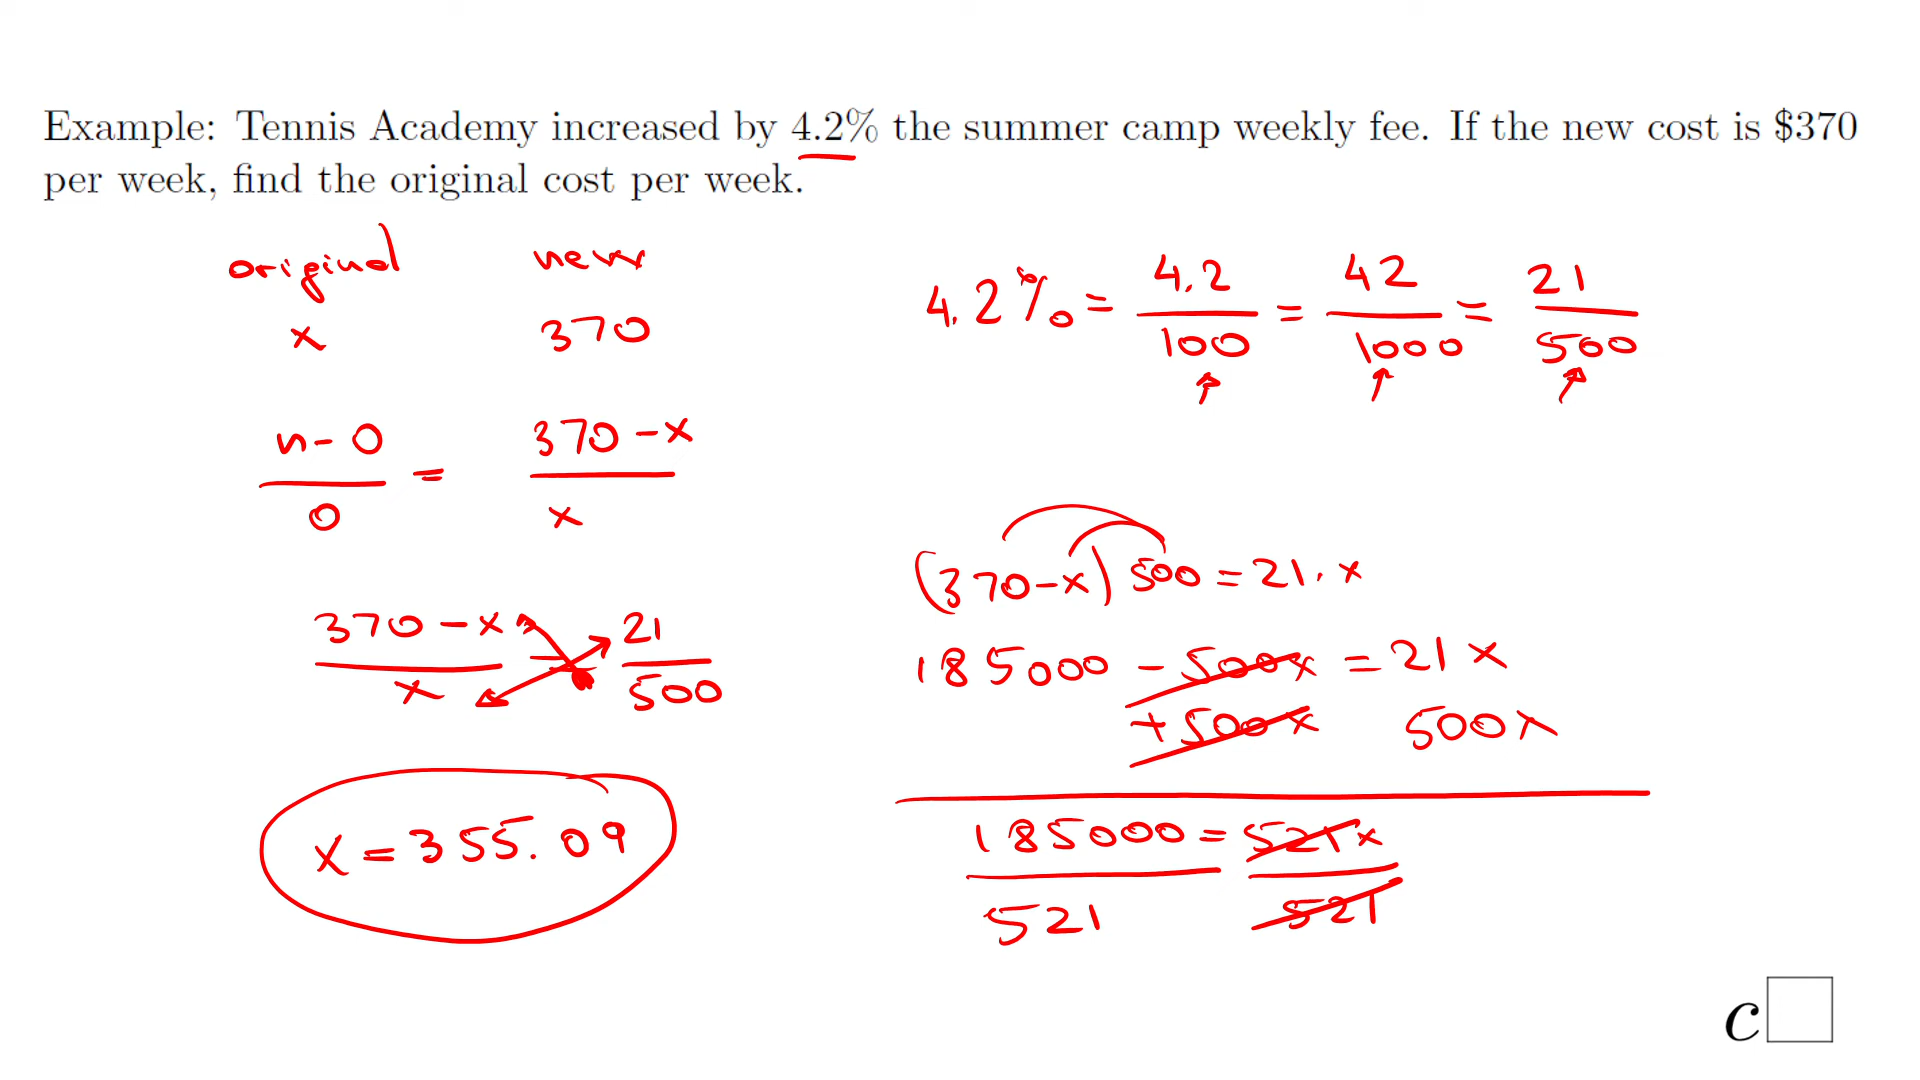 Example: Tennis Academy increased by 4.2% the summer camp weekly fee. If the new cost is $370
per week, find the original cost per week.
original new
x 370
n-0/0 = 370-x/x
370-x/x = 21/500
x = 355.09
4.2% = 4.2/100 = 42/1000 = 21/500
(370-x) 500 = 21. x
185000 - 500x = 21x
+500x 500x
185000 = 521x
521 521
c